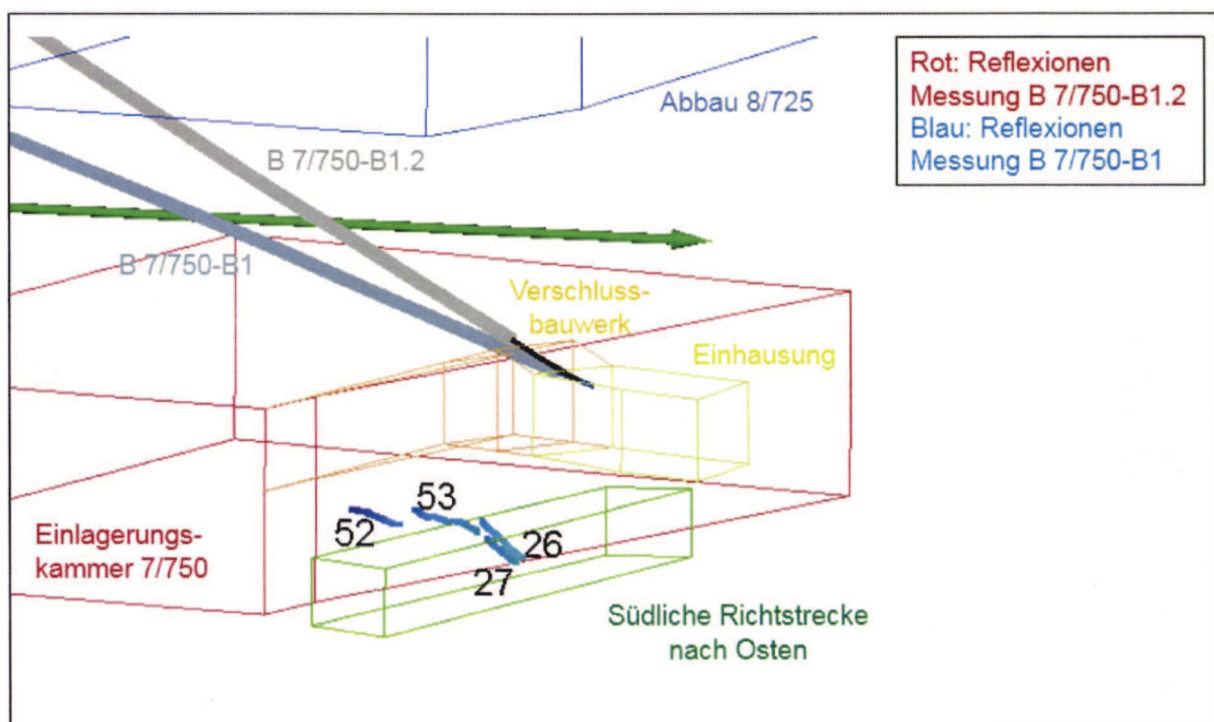 Rot: Reflexionen
Messung B 7/750-B1.2
Blau: Reflexionen
Messung B 7/750-B1
Abbau 8/725
B 7/750-B1.2
B 7/750-B1
Verschluss-
bauwerk
Einhausung
52
53
26
27
Einlagerungs-
kammer 7/750
Südliche Richtstrecke
nach Osten